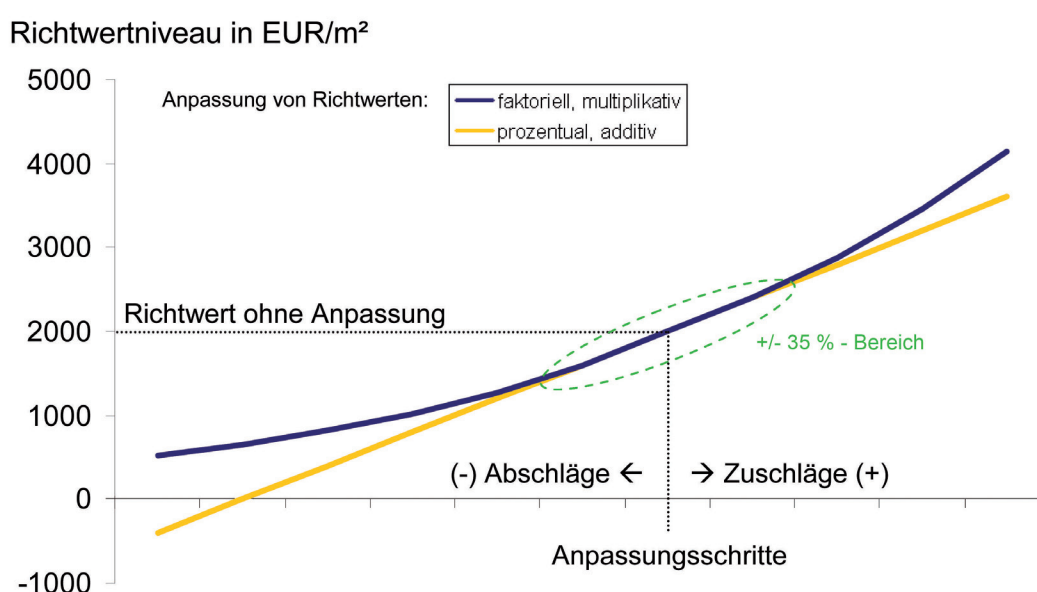 Richtwertniveau in EUR/m²
5000
Anpassung von Richtwerten:
faktoriell, multiplikativ
prozentual, additiv
4000
3000
Richtwert ohne Anpassung
2000
+/- 35 % - Bereich
1000
(-) Abschläge ← → Zuschläge (+)
0
Anpassungsschritte
-1000